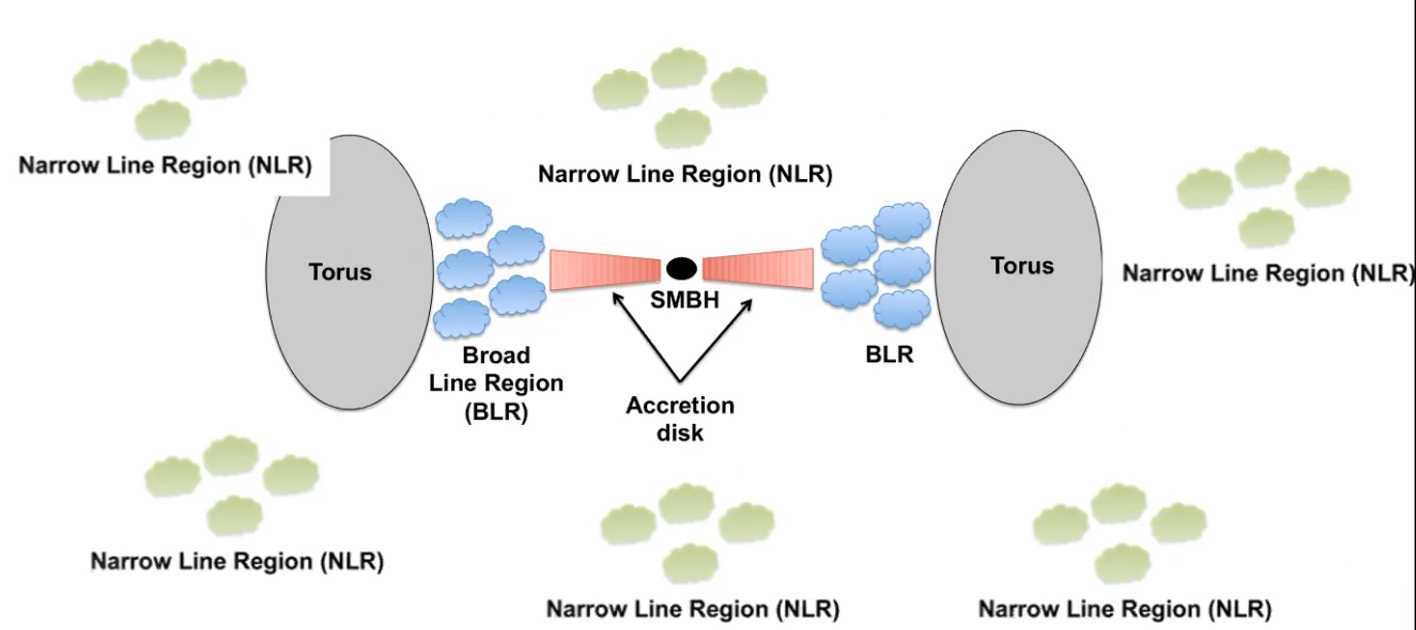 Narrow Line Region (NLR)
Narrow Line Region (NLR)
Narrow Line Region (NLR)
Torus
Torus
SMBH
Broad
Line Region
(BLR)
BLR
Accretion
disk
Narrow Line Region (NLR)
Narrow Line Region (NLR)
Narrow Line Region (NLR)